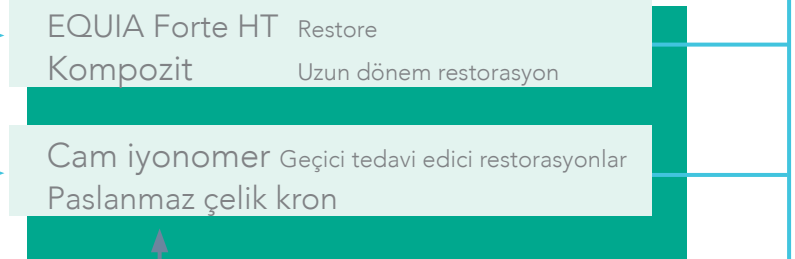 EQUIA Forte HT Restore
Kompozit Uzun dönem restorasyon
Cam iyonomer Geçici tedavi edici restorasyonlar
Paslanmaz çelik kron